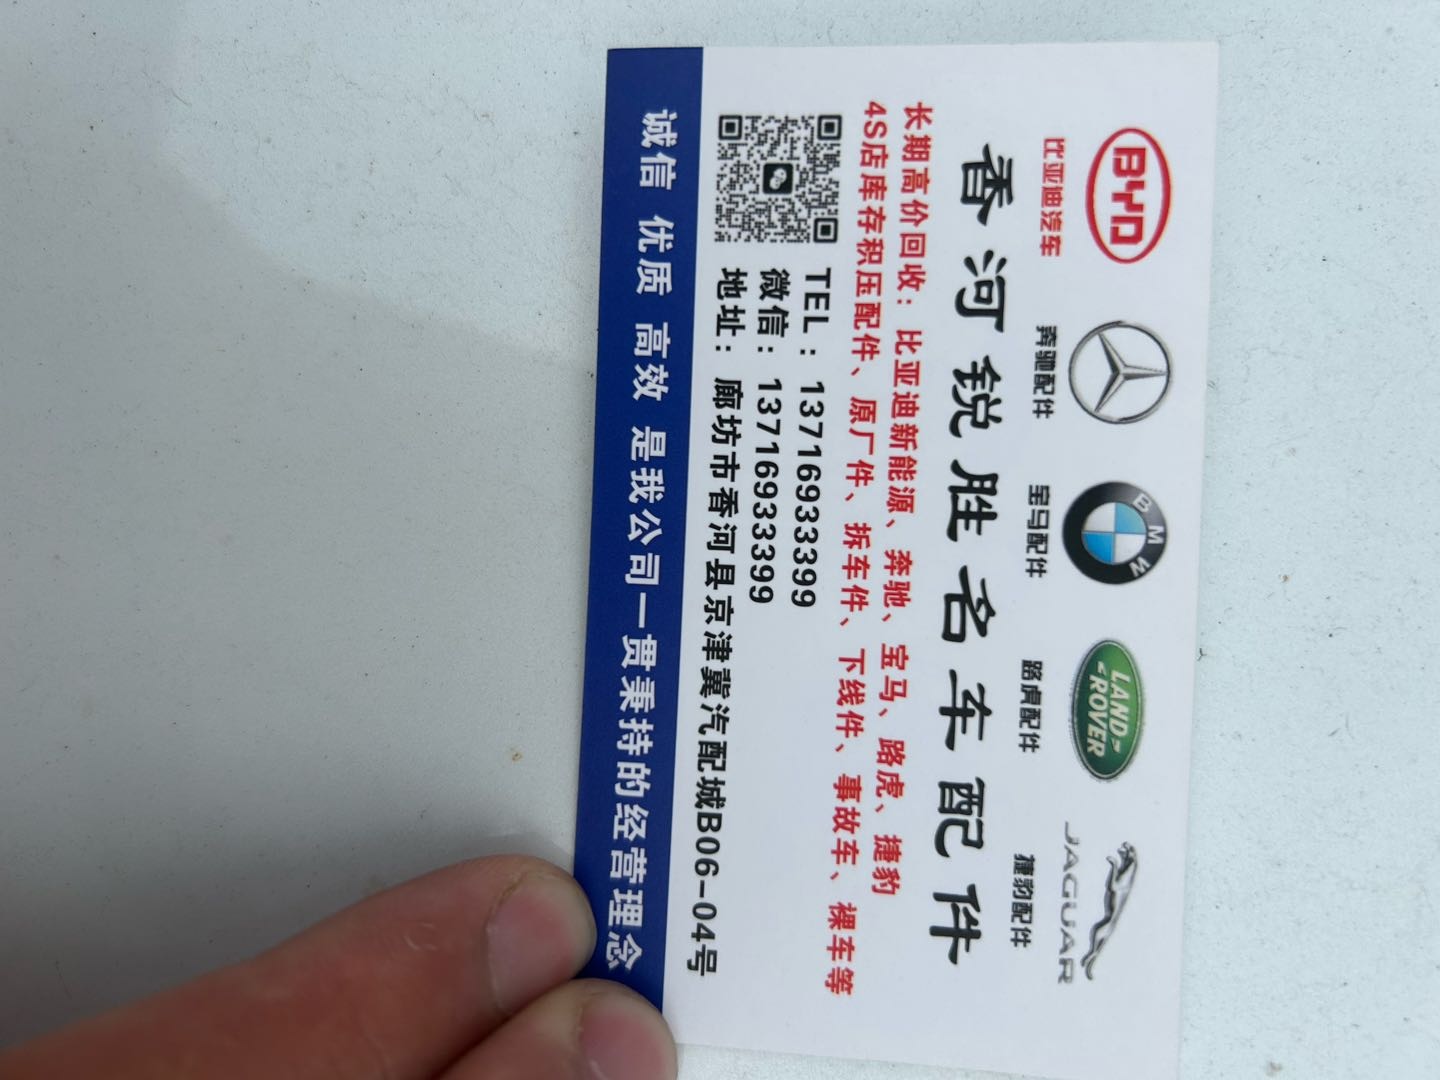 BYD
BMW
LAND
ROVER
JAGUAR
比亚迪汽车 奔驰配件 宝马配件 路虎配件 捷豹配件
香河锐胜名车配件
长期高价回收：比亚迪新能源、奔驰、宝马、路虎、捷豹
4S店库存积压配件、原厂件、拆车件、下线件、事故车、裸车等
TEL：13716933399
微信：13716933399
地址：廊坊市香河县京津冀汽配城B06-04号
诚信 优质 高效 是我公司一贯秉持的经营理念